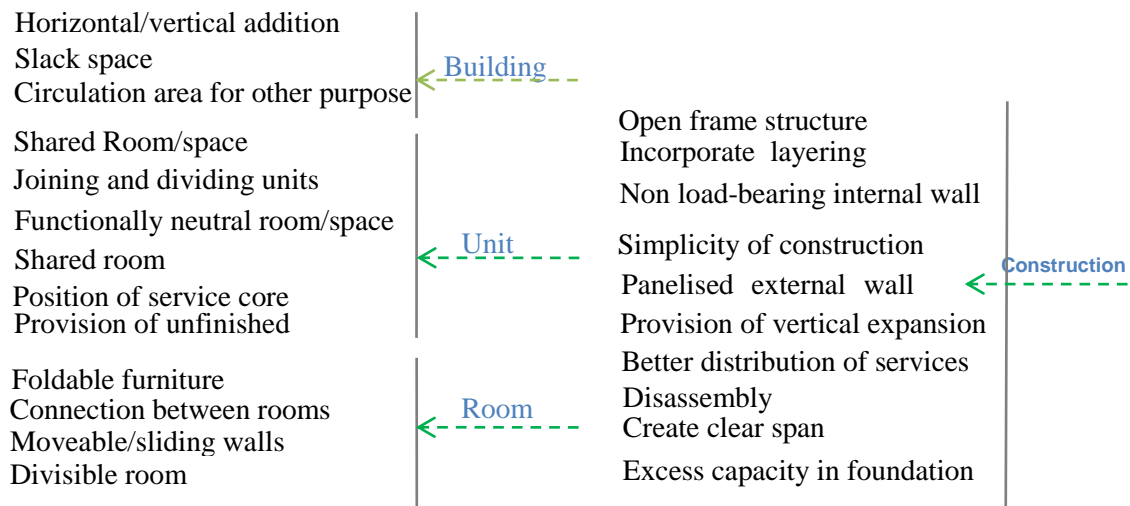 Horizontal/vertical addition
Slack space
Circulation area for other purpose
Building
Shared Room/space
Joining and dividing units
Functionally neutral room/space
Shared room
Position of service core
Provision of unfinished
Unit
Foldable furniture
Connection between rooms
Moveable/sliding walls
Divisible room
Room
Open frame structure
Incorporate layering
Non load-bearing internal wall
Simplicity of construction
Panelised external wall
Provision of vertical expansion
Better distribution of services
Disassembly
Create clear span
Excess capacity in foundation
Construction